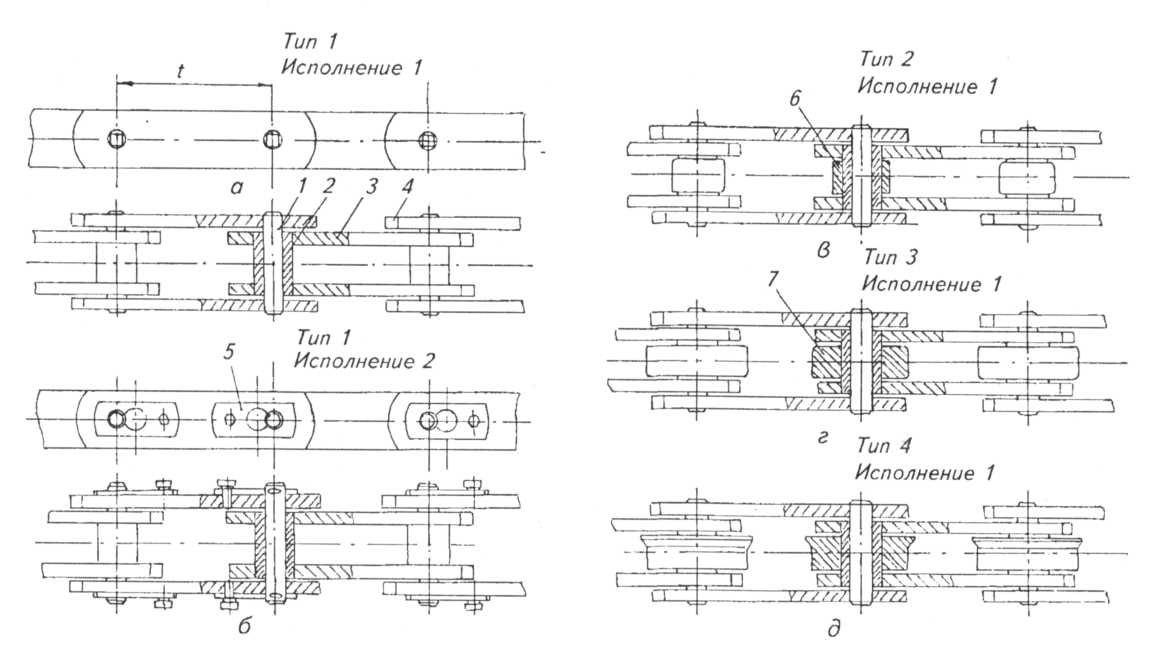 Тип 1
Исполнение 1
t
а
1 2 3 4
Тип 1
Исполнение 2
5
б
Тип 2
Исполнение 1
6
в
Тип 3
Исполнение 1
7
г
Тип 4
Исполнение 1
д